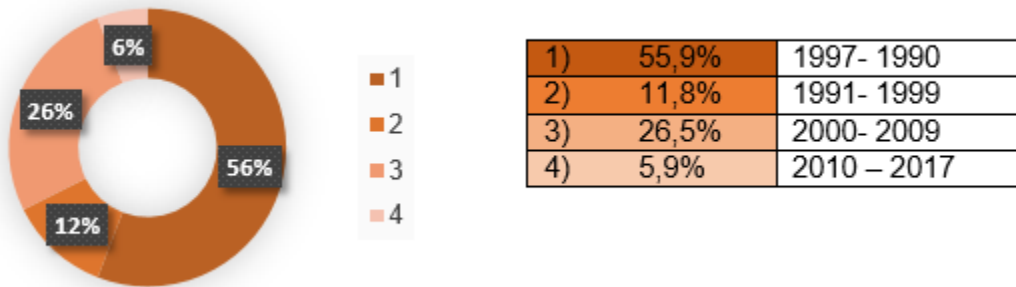 6%
26%
56%
12%
1
2
3
4
1) 55,9% 1997- 1990
2) 11,8% 1991- 1999
3) 26,5% 2000- 2009
4) 5,9% 2010 – 2017